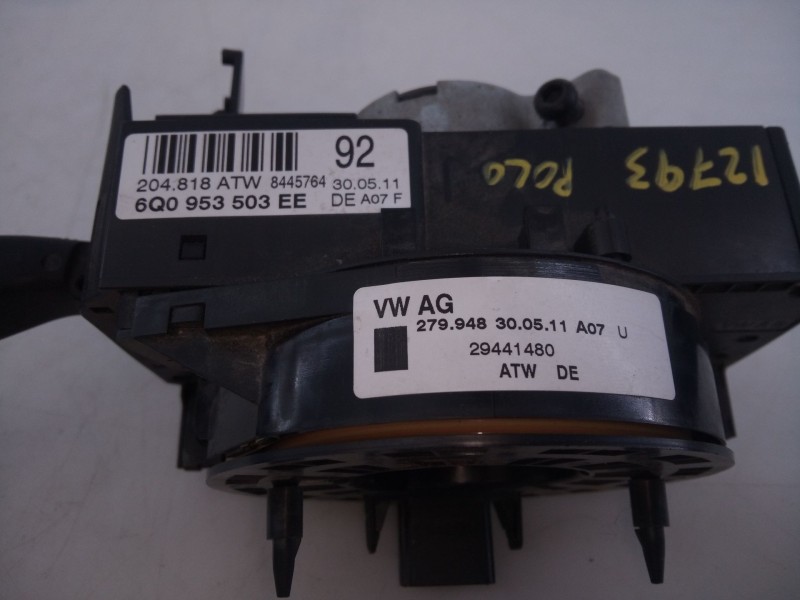 92
204.818 ATW 8445764 30.05.11
6Q0 953 503 EE DE A07 F
12793 POLO
VW AG
279.948 30.05.11 A07 U
29441480
ATW DE